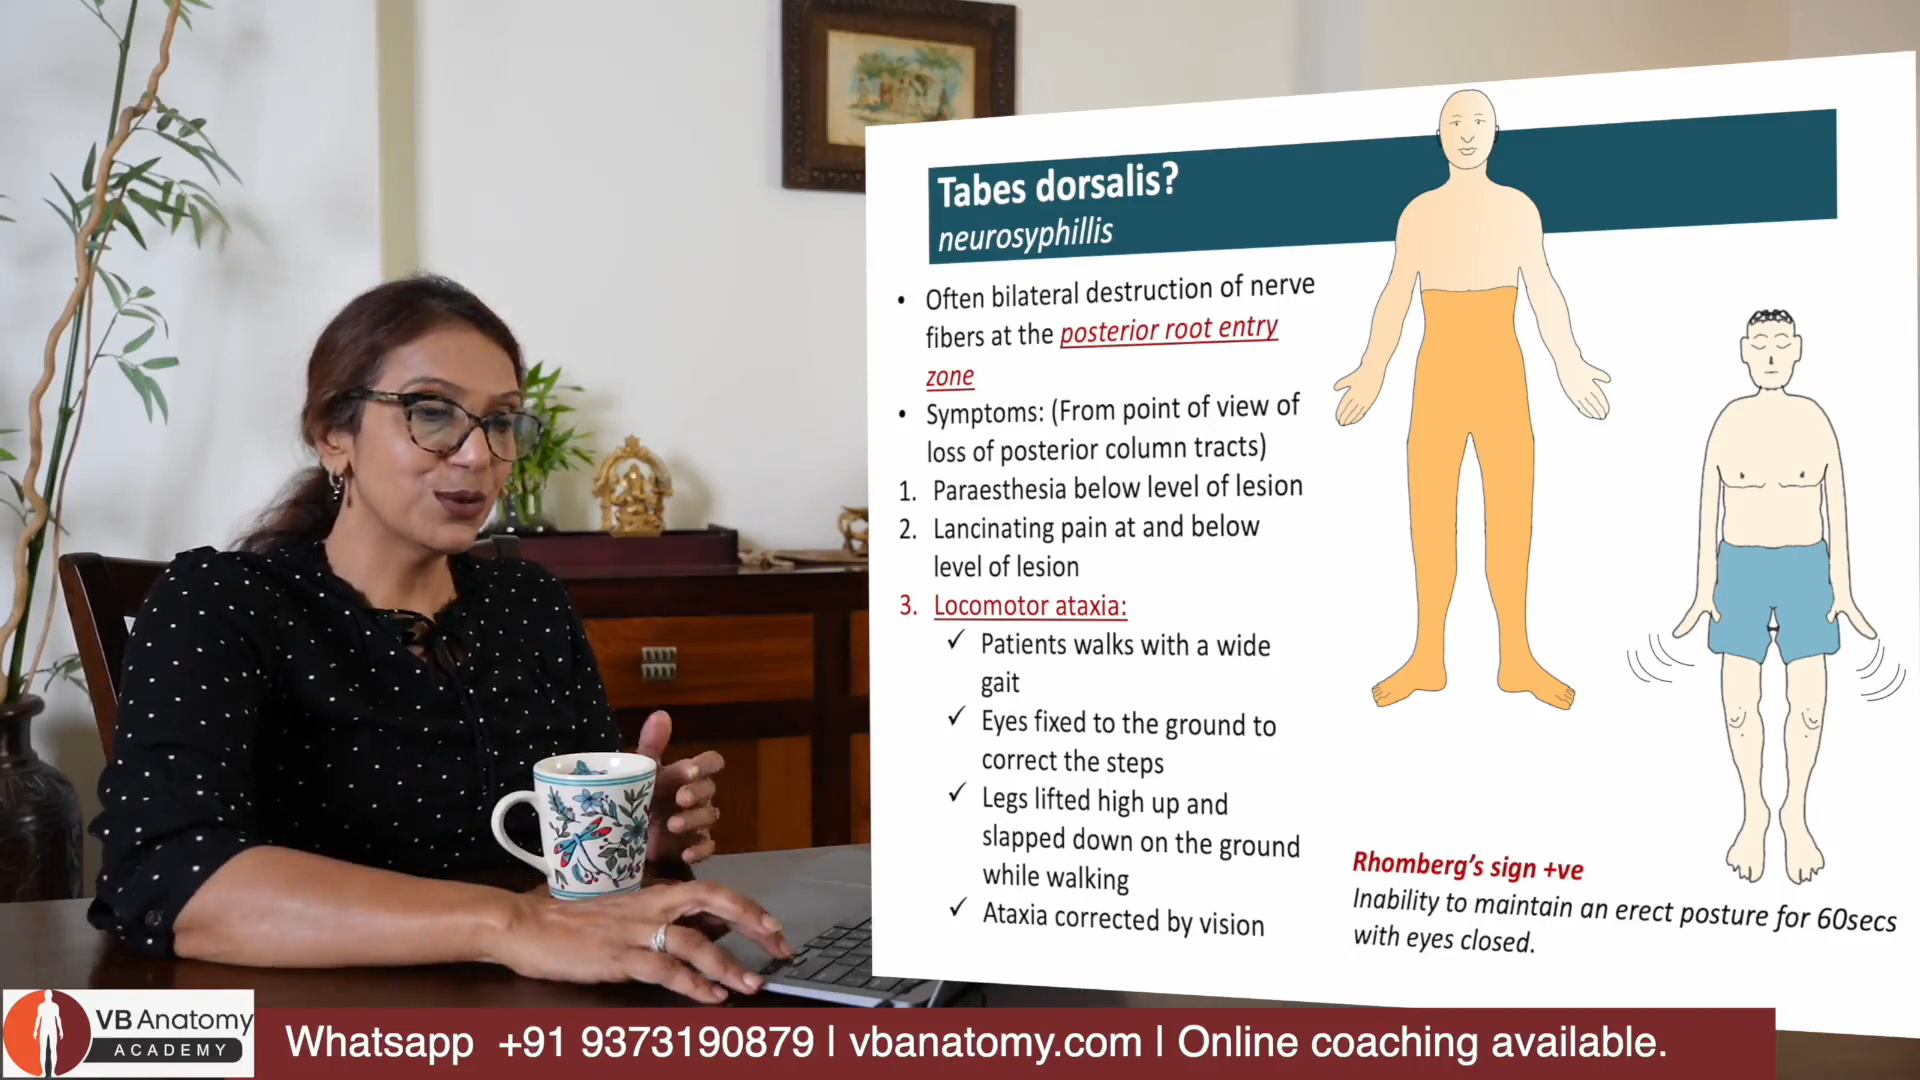 Tabes dorsalis?
neurosyphillis
• Often bilateral destruction of nerve
fibers at the posterior root entry
zone
• Symptoms: (From point of view of
loss of posterior column tracts)
1. Paraesthesia below level of lesion
2. Lancinating pain at and below
level of lesion
3. Locomotor ataxia:
✓ Patients walks with a wide
gait
✓ Eyes fixed to the ground to
correct the steps
✓ Legs lifted high up and
slapped down on the ground
while walking
✓ Ataxia corrected by vision
Rhomberg's sign +ve
Inability to maintain an erect posture for 60secs
with eyes closed.
VB Anatomy
ACADEMY
Whatsapp +91 9373190879 | vbanatomy.com | Online coaching available.